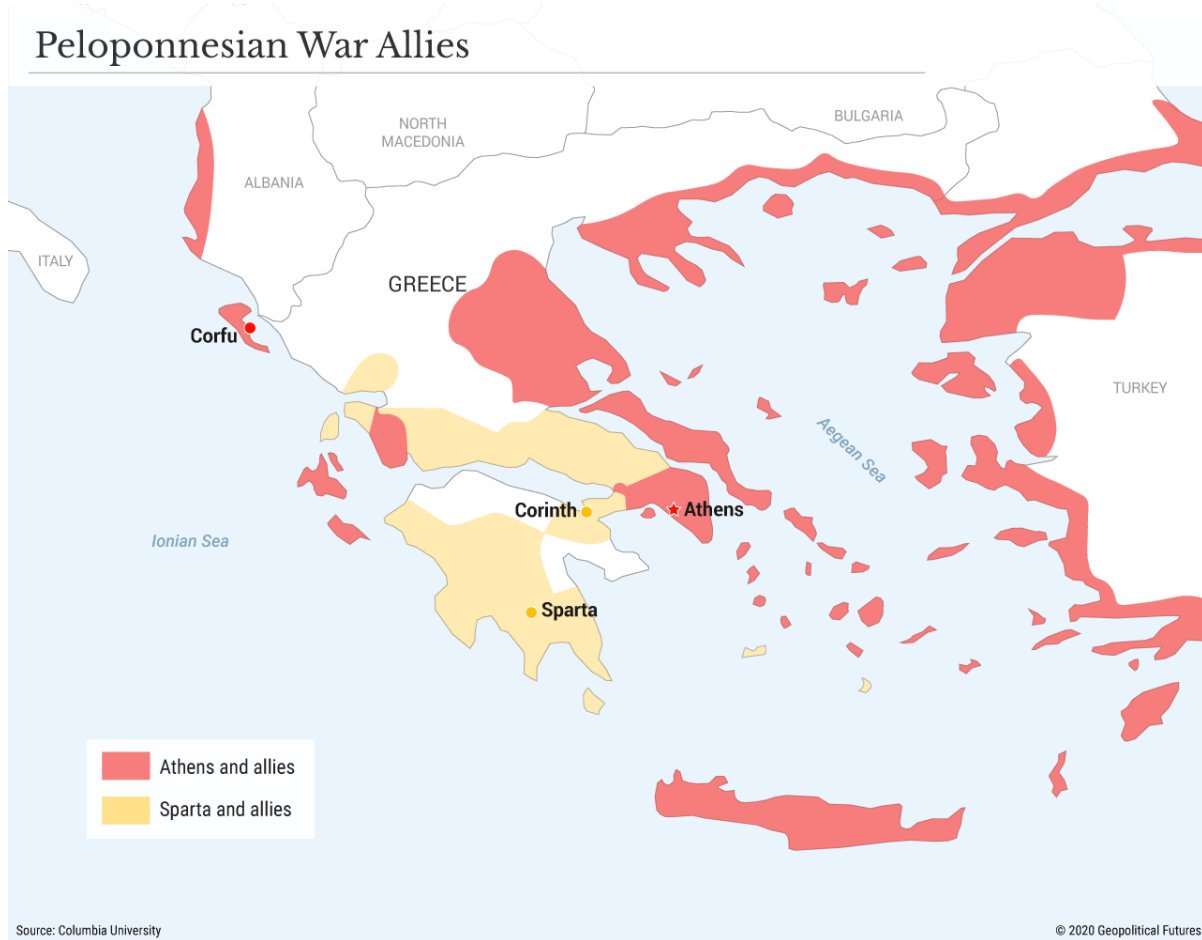 Peloponnesian War Allies
BULGARIA
NORTH
MACEDONIA
ALBANIA
ITALY
GREECE
Corfu
TURKEY
Aegean Sea
Corinth
Athens
Ionian Sea
Sparta
Athens and allies
Sparta and allies
Source: Columbia University
© 2020 Geopolitical Futures